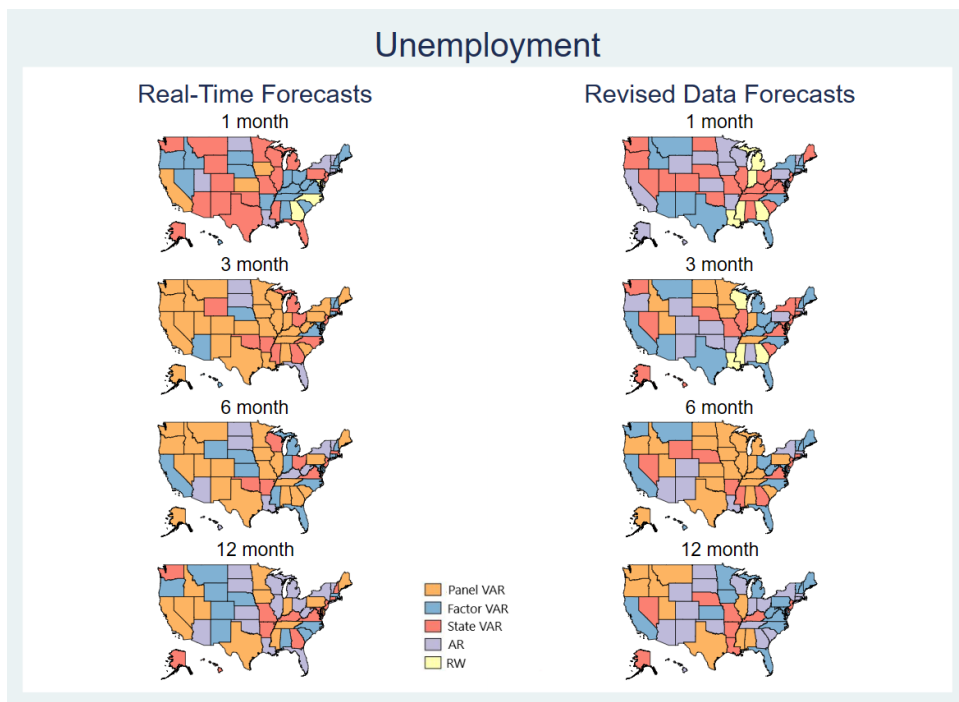 Unemployment
Real-Time Forecasts
Revised Data Forecasts
1 month
1 month
3 month
3 month
6 month
6 month
12 month
12 month
Panel VAR
Factor VAR
State VAR
AR
RW